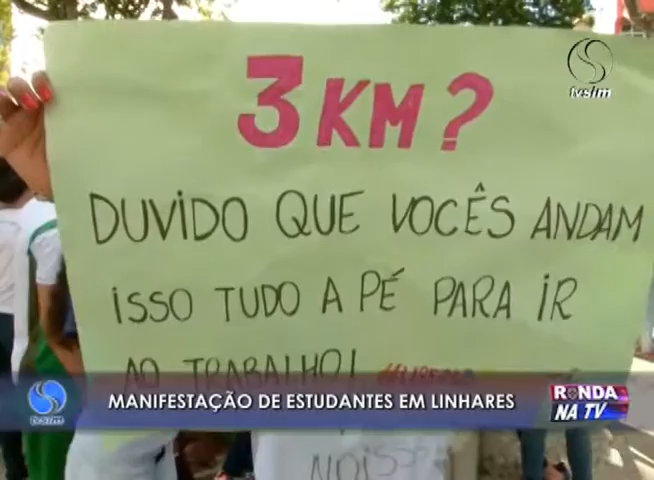 3 KM?
tvsim
DUVIDO QUE VOCÊS ANDAM
ISSO TUDO A PÉ PARA IR
AO TRABALHO!
MANIFESTAÇÃO DE ESTUDANTES EM LINHARES
RONDA
NA TV
tvsim
NOIS